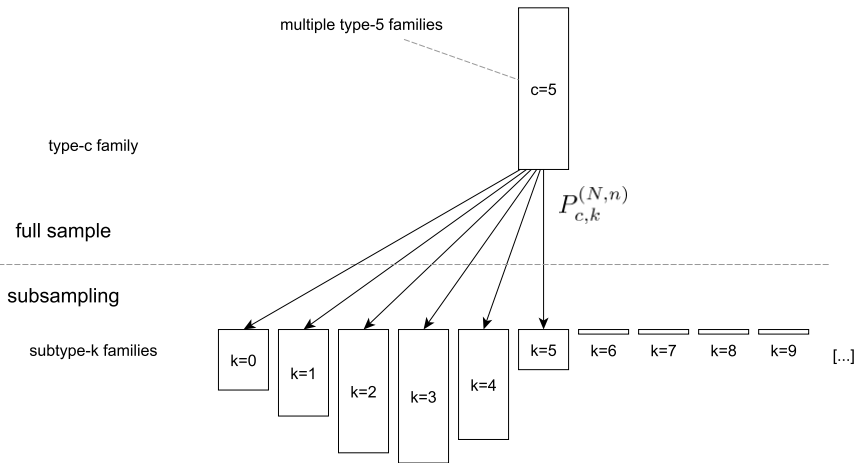 multiple type-5 families
c=5
type-c family
P_{c,k}^{(N,n)}
full sample
subsampling
subtype-k families
k=0
k=1
k=2
k=3
k=4
k=5
k=6
k=7
k=8
k=9
[...]